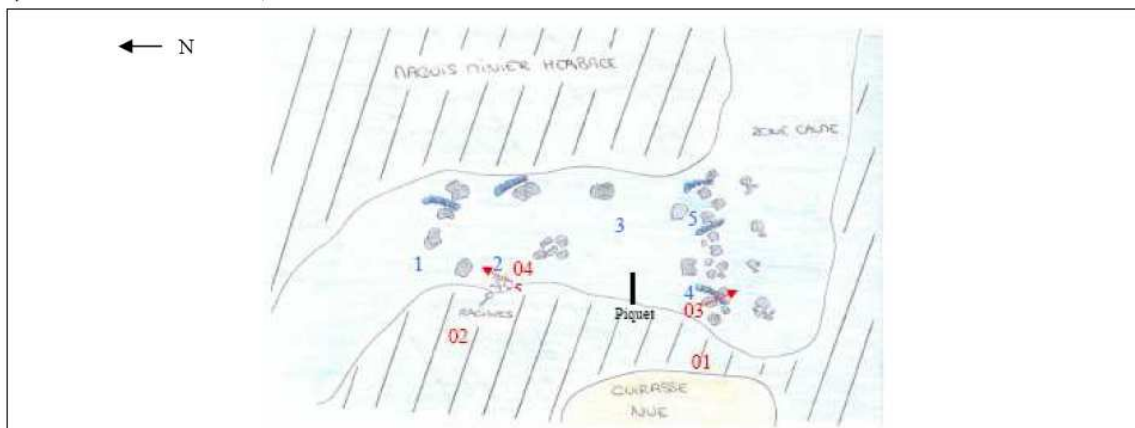 N
MAQUIS MINIER HERBACE
ZONE CALME
3
5
1
2
04
4
03
Piquet
RACINES
02
01
CUIRASSE
NUE